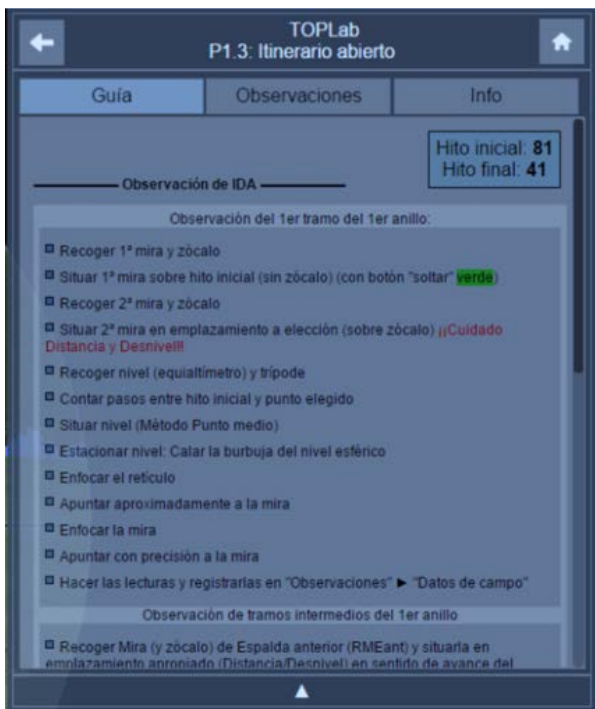 TOPLab
P1.3: Itinerario abierto
Guía
Observaciones
Info
Hito inicial: 81
Hito final: 41
Observación de IDA
Observación del 1er tramo del 1er anillo:
Recoger 1ª mira y zócalo
Situar 1ª mira sobre hito inicial (sin zócalo) (con botón "soltar" verde)
Recoger 2ª mira y zócalo
Situar 2ª mira en emplazamiento a elección (sobre zócalo) ¡¡Cuidado
Distancia y Desnivel!!
Recoger nivel (equialtímetro) y trípode
Contar pasos entre hito inicial y punto elegido
Situar nivel (Método Punto medio)
Estacionar nivel: Calar la burbuja del nivel esférico
Enfocar el retículo
Apuntar aproximadamente a la mira
Enfocar la mira
Apuntar con precisión a la mira
Hacer las lecturas y registrarlas en "Observaciones" ► "Datos de campo"
Observación de tramos intermedios del 1er anillo
Recoger Mira (y zócalo) de Espalda anterior (RMEant) y situarla en
emplazamiento apropiado (Distancia/Desnivel) en sentido de avance del